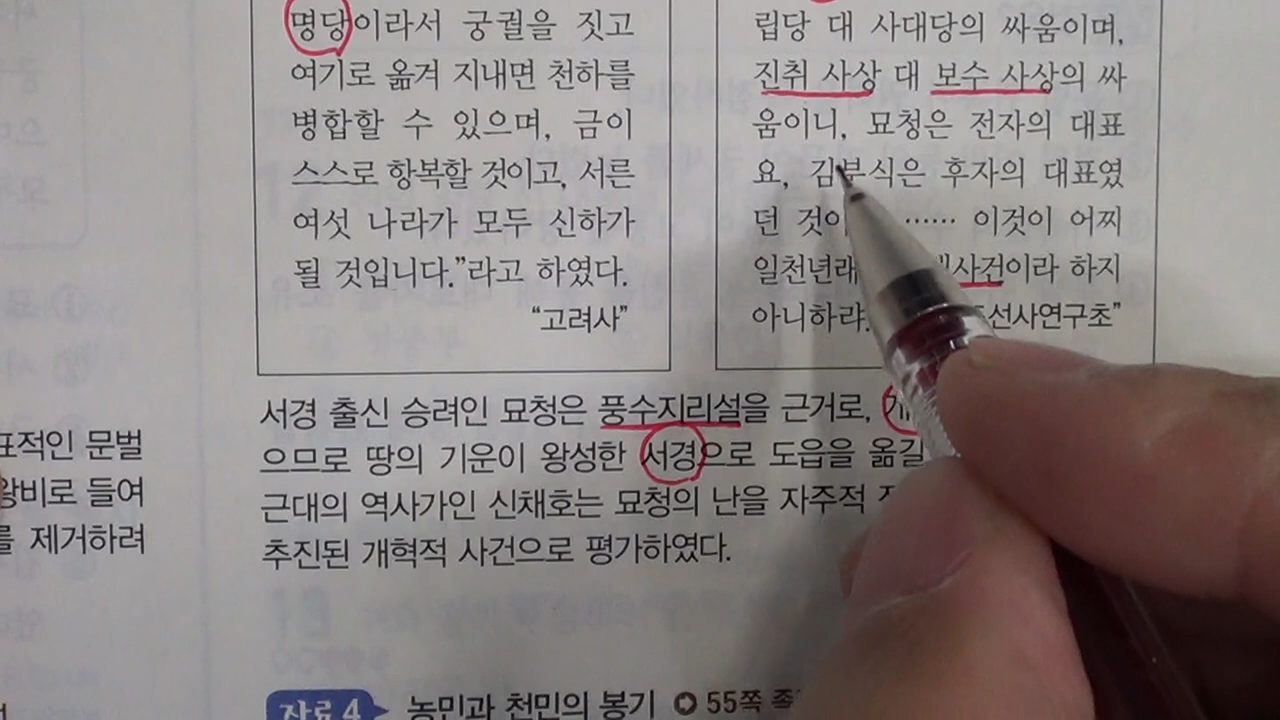 명당이라서 궁궐을 짓고
여기로 옮겨 지내면 천하를
병합할 수 있으며, 금이
스스로 항복할 것이고, 서른
여섯 나라가 모두 신하가
될 것입니다.”라고 하였다.
“고려사”
립당 대 사대당의 싸움이며,
진취 사상 대 보수 사상의 싸
움이니, 묘청은 전자의 대표
요, 김부식은 후자의 대표였
던 것이 …… 이것이 어찌
일천년래 사건이라 하지
아니하랴. 선사연구초”
서경 출신 승려인 묘청은 풍수지리설을 근거로,
으므로 땅의 기운이 왕성한 서경으로 도읍을 옮길
근대의 역사가인 신채호는 묘청의 난을 자주적
추진된 개혁적 사건으로 평가하였다.
표적인 문벌
왕비로 들여
를 제거하려
자료 4 농민과 천민의 봉기 55쪽